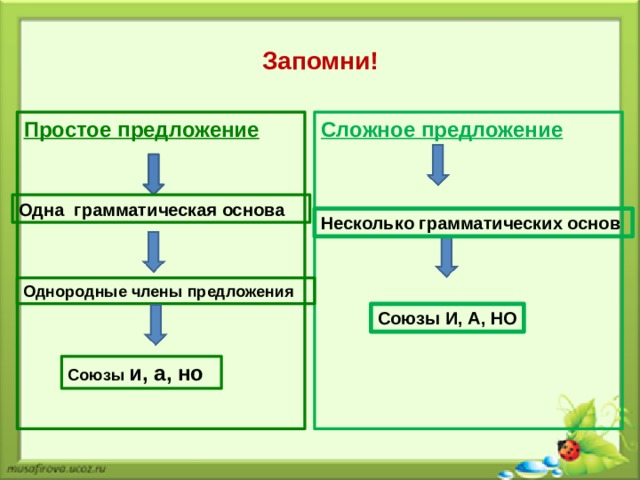 Запомни!
Простое предложение
Одна грамматическая основа
Однородные члены предложения
Союзы и, а, но
Сложное предложение
Несколько грамматических основ
Союзы И, А, НО
musafirova.ucoz.ru